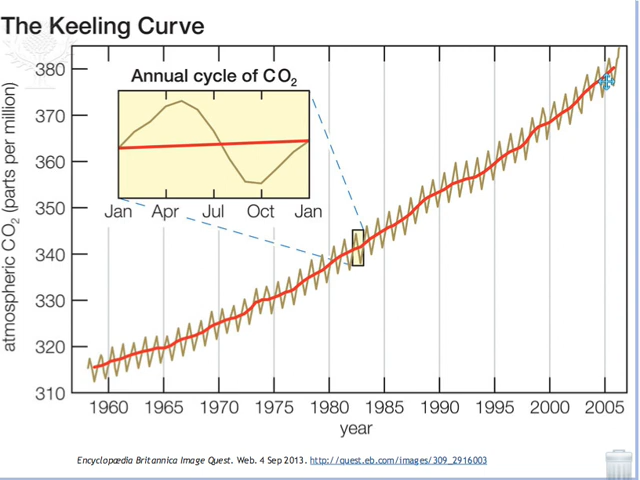 The Keeling Curve
Annual cycle of CO₂
Jan Apr Jul Oct Jan
atmospheric CO₂ (parts per million)
380
370
360
350
340
330
320
310
1960 1965 1970 1975 1980 1985 1990 1995 2000 2005
year
Encyclopædia Britannica Image Quest. Web. 4 Sep 2013. http://quest.eb.com/images/309_2916003